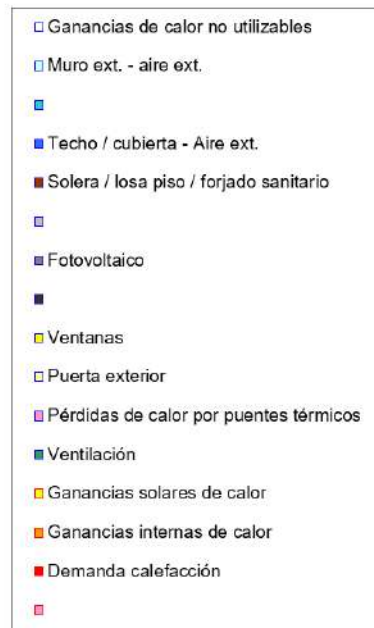 Ganancias de calor no utilizables
Muro ext. - aire ext.
Techo / cubierta - Aire ext.
Solera / losa piso / forjado sanitario
Fotovoltaico
Ventanas
Puerta exterior
Pérdidas de calor por puentes térmicos
Ventilación
Ganancias solares de calor
Ganancias internas de calor
Demanda calefacción